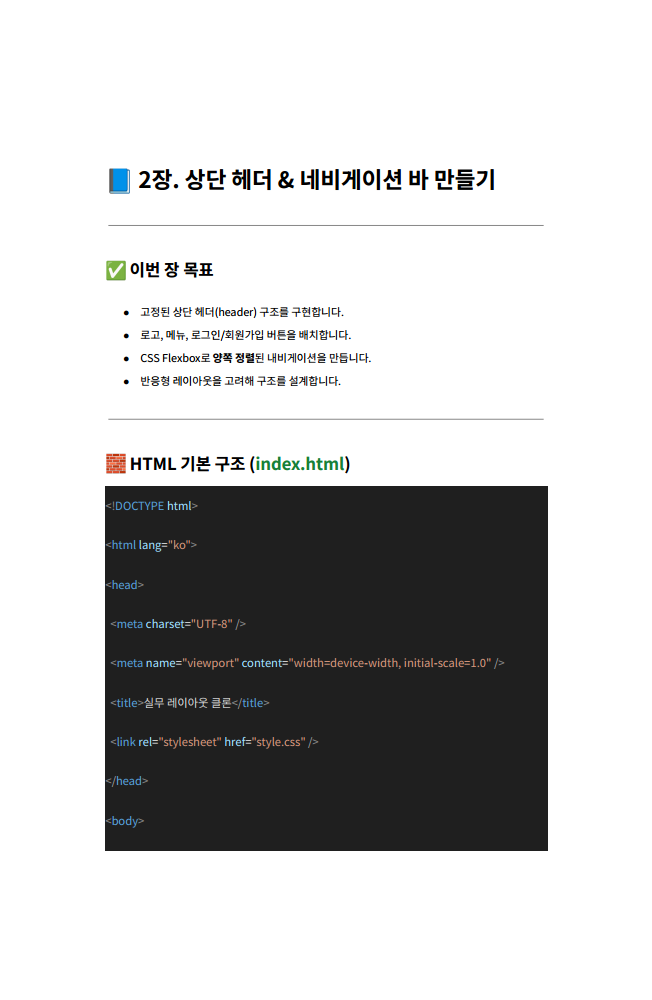 📘 2장. 상단 헤더 & 네비게이션 바 만들기
✅ 이번 장 목표
● 고정된 상단 헤더(header) 구조를 구현합니다.
● 로고, 메뉴, 로그인/회원가입 버튼을 배치합니다.
● CSS Flexbox로 양쪽 정렬된 내비게이션을 만듭니다.
● 반응형 레이아웃을 고려해 구조를 설계합니다.
🧱 HTML 기본 구조 (index.html)
<!DOCTYPE html>
<html lang="ko">
<head>
<meta charset="UTF-8" />
<meta name="viewport" content="width=device-width, initial-scale=1.0" />
<title>실무 레이아웃 클론</title>
<link rel="stylesheet" href="style.css" />
</head>
<body>